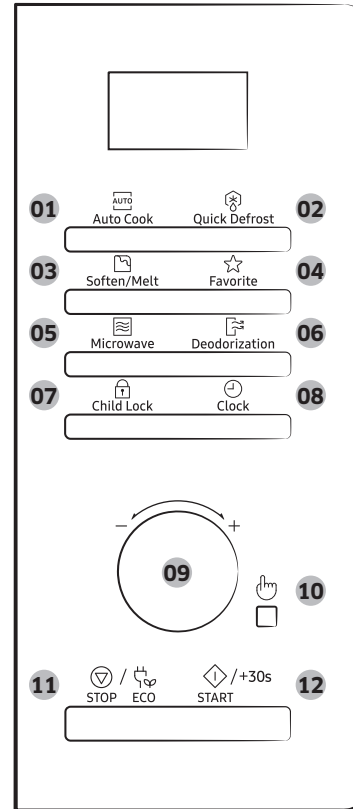 AUTO
01 Auto Cook Quick Defrost 02
03 Soften/Melt Favorite 04
05 Microwave Deodorization 06
07 Child Lock Clock 08
- +
09
10
11 / /+30s 12
STOP ECO START